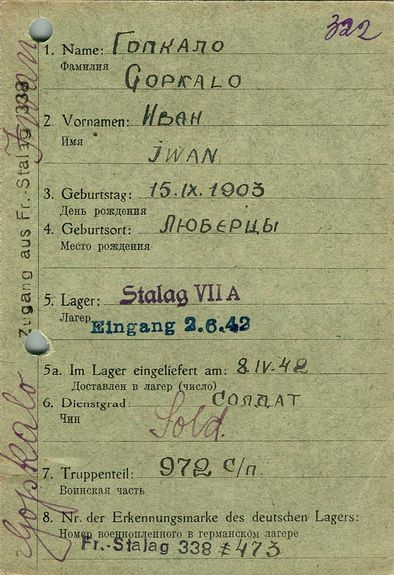 322
1. Name: Гопкало
Фамилия
Gopkalo
2. Vornamen: Иван
Имя
Jwan
3. Geburtstag: 15.IX.1903
День рождения
4. Geburtsort: Люберцы
Место рождения
5. Lager: Stalag VII A
Лагер Eingang 2.6.42
5a. Im Lager eingeliefert am: 8.IV.42
Доставлен в лагер (число)
6. Dienstgrad: Солдат
Чин
Sold.
7. Truppenteil: 972 с/п.
Воинская часть
8. Nr. der Erkennungsmarke des deutschen Lagers:
Номер военнопленного в германском лагере
Fr.-Stalag 338 # 473
Zugang aus Fr.-Stalag 338
Gopkalo Iwan